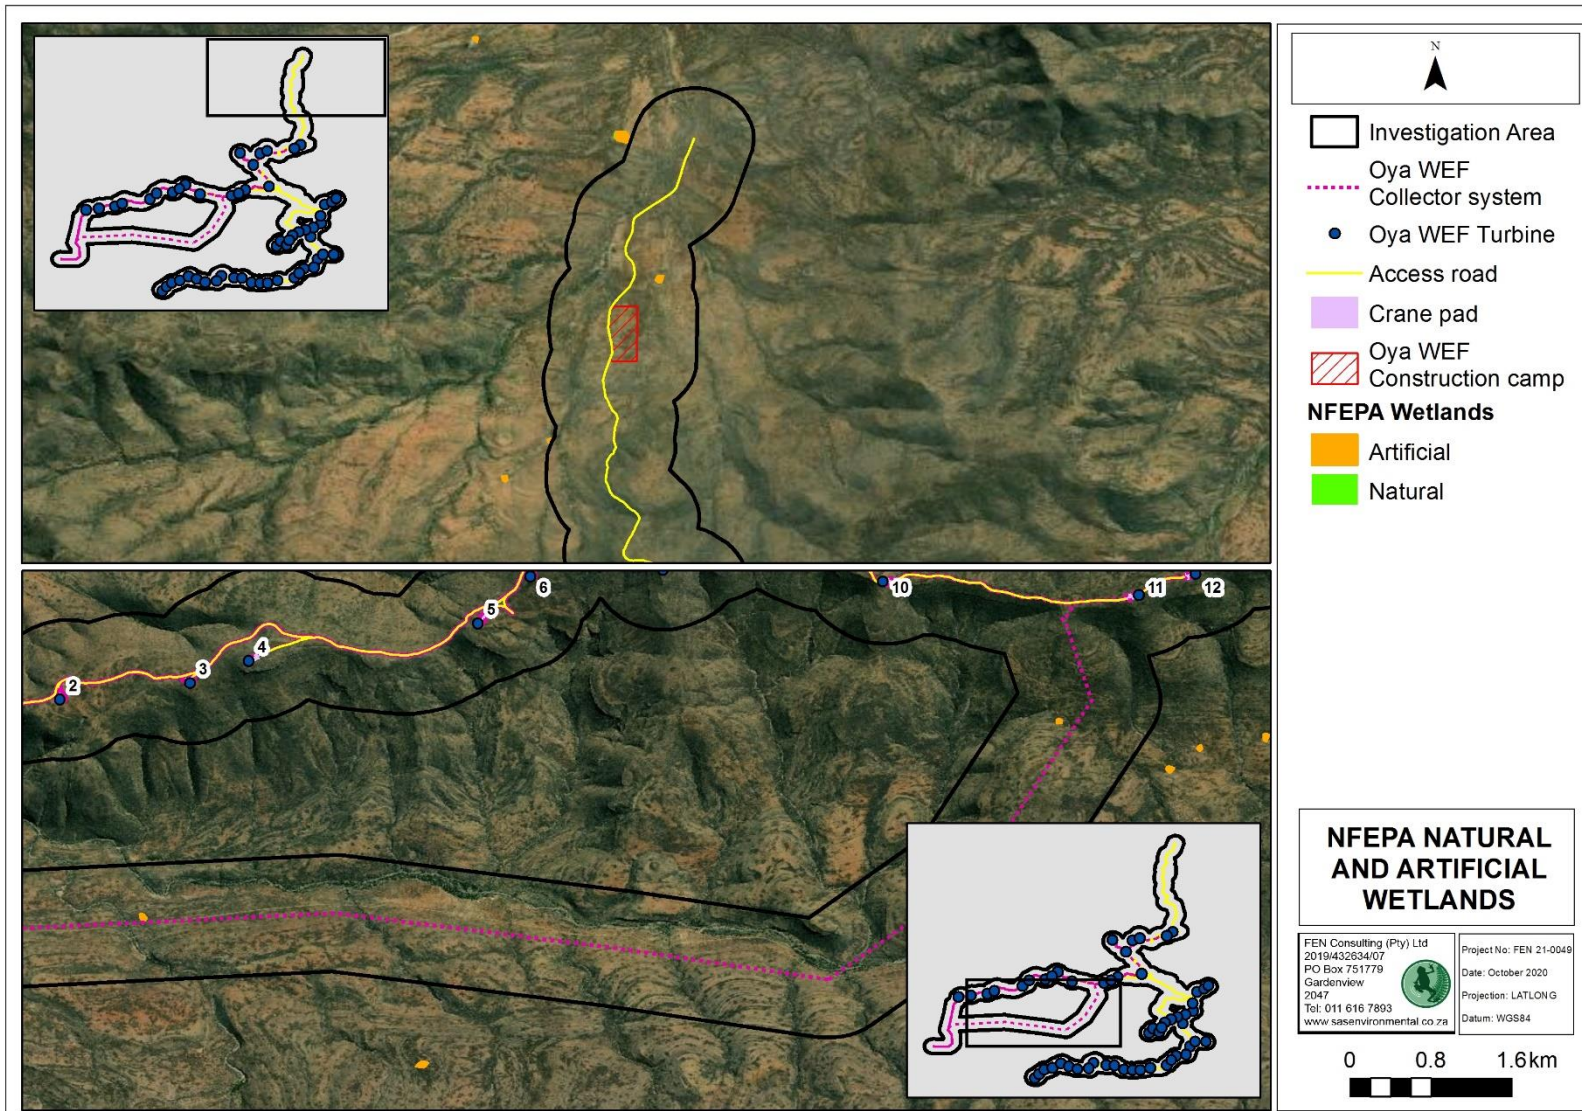 N
Investigation Area
Oya WEF
Collector system
Oya WEF Turbine
Access road
Crane pad
Oya WEF
Construction camp
NFEPA Wetlands
Artificial
Natural
2
3
4
5
6
10
11
12
NFEPA NATURAL
AND ARTIFICIAL
WETLANDS
FEN Consulting (Pty) Ltd
2019/432634/07
PO Box 751779
Gardenview
2047
Tel: 011 616 7893
www.sasenvironmental.co.za
Project No: FEN 21-0049
Date: October 2020
Projection: LATLONG
Datum: WGS84
0 0.8 1.6km